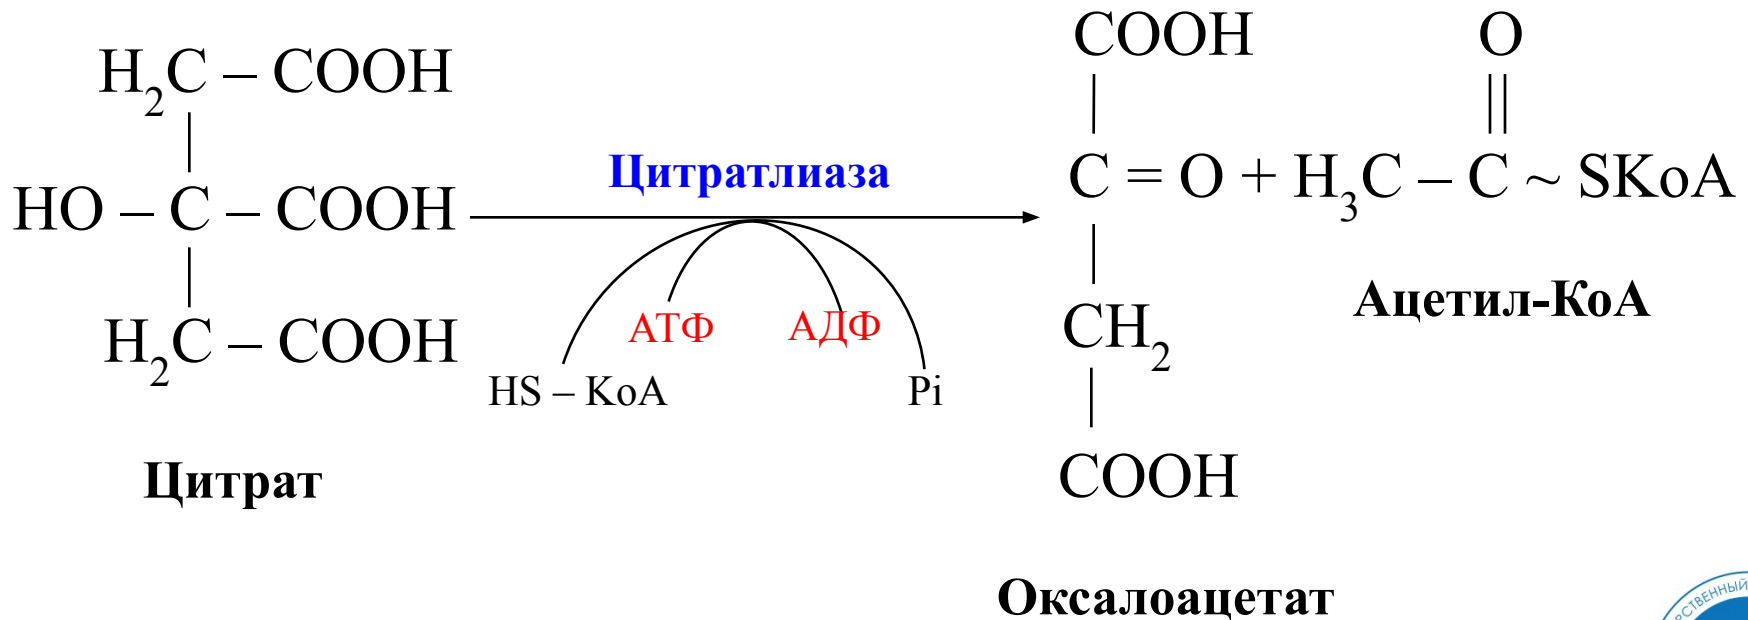 H₂C – COOH
HO – C – COOH
H₂C – COOH
Цитрат
Цитратлиаза
HS – KoA
АТФ
АДФ
Pi
COOH
C = O + H₃C – C ~ SKoA
O
CH₂
COOH
Ацетил-КоА
Оксалоацетат